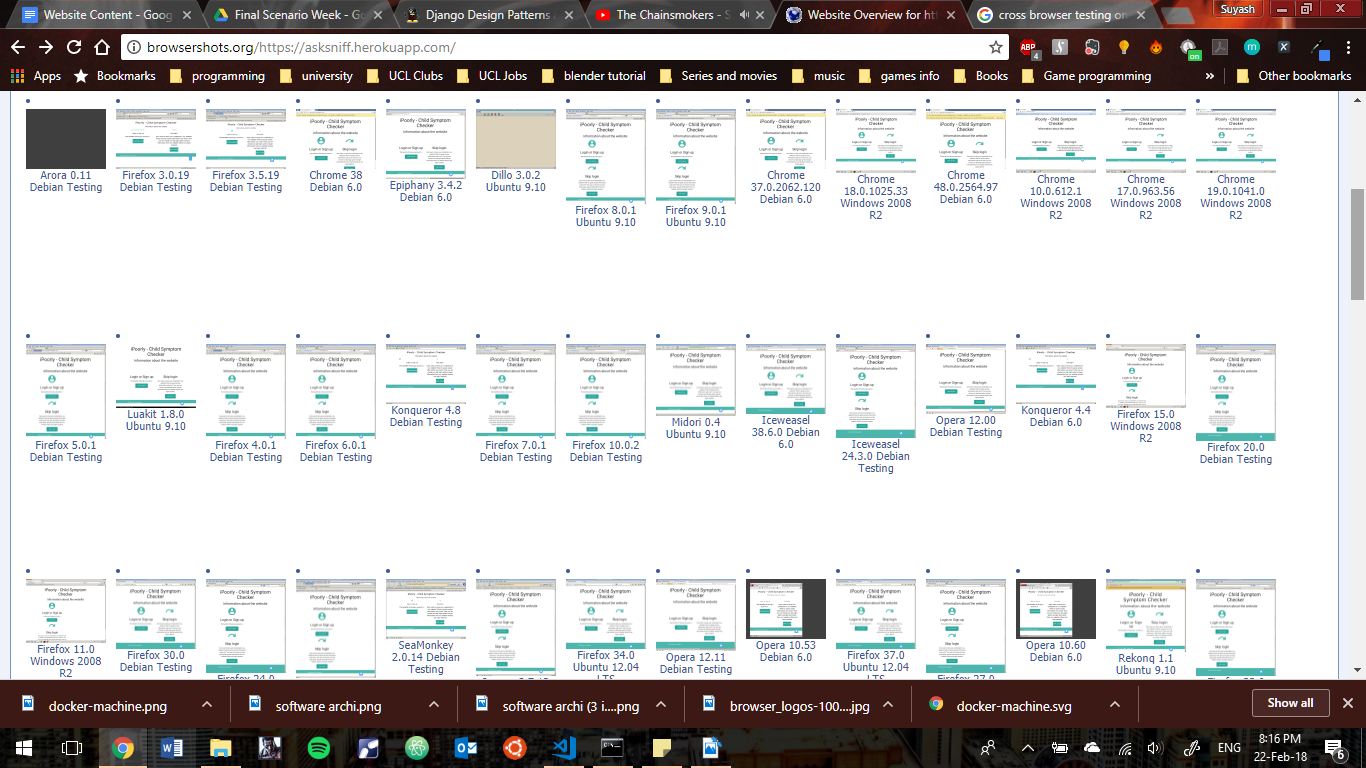 Website Content - Goog
Final Scenario Week - Go
Django Design Patterns
The Chainsmokers - S
Website Overview for ht
cross browser testing on
Suyash
browsershots.org/https://asksniff.herokuapp.com/
ABP
4
on
m
Apps
Bookmarks
programming
university
UCL Clubs
UCL Jobs
blender tutorial
Series and movies
music
games info
Books
Game programming
»
Other bookmarks
Arora 0.11
Debian Testing
Firefox 3.0.19
Debian Testing
Firefox 3.5.19
Debian Testing
Chrome 38
Debian 6.0
Epiphany 3.4.2
Debian 6.0
Dillo 3.0.2
Ubuntu 9.10
Firefox 8.0.1
Ubuntu 9.10
Firefox 9.0.1
Ubuntu 9.10
Chrome
37.0.2062.120
Debian 6.0
Chrome
18.0.1025.33
Windows 2008
R2
Chrome
48.0.2564.97
Debian 6.0
Chrome
10.0.612.1
Windows 2008
R2
Chrome
17.0.963.56
Windows 2008
R2
Chrome
19.0.1041.0
Windows 2008
R2
Firefox 5.0.1
Debian Testing
Luakit 1.8.0
Ubuntu 9.10
Firefox 4.0.1
Debian Testing
Firefox 6.0.1
Debian Testing
Konqueror 4.8
Debian Testing
Firefox 7.0.1
Debian Testing
Firefox 10.0.2
Debian Testing
Midori 0.4
Ubuntu 9.10
Iceweasel
38.6.0 Debian
6.0
Iceweasel
24.3.0 Debian
Testing
Opera 12.00
Debian Testing
Konqueror 4.4
Debian 6.0
Firefox 15.0
Windows 2008
R2
Firefox 20.0
Debian Testing
Firefox 11.0
Windows 2008
R2
Firefox 30.0
Debian Testing
Firefox 24.0
SeaMonkey
2.0.14 Debian
Testing
Firefox 34.0
Ubuntu 12.04
LTS
Opera 12.11
Debian Testing
Opera 10.53
Debian 6.0
Firefox 37.0
Ubuntu 12.04
LTS
Firefox 27.0
Opera 10.60
Debian 6.0
Rekonq 1.1
Ubuntu 9.10
docker-machine.png
software archi.png
software archi (3 i....png
browser_logos-100....jpg
docker-machine.svg
Show all
ENG
8:16 PM
22-Feb-18
6